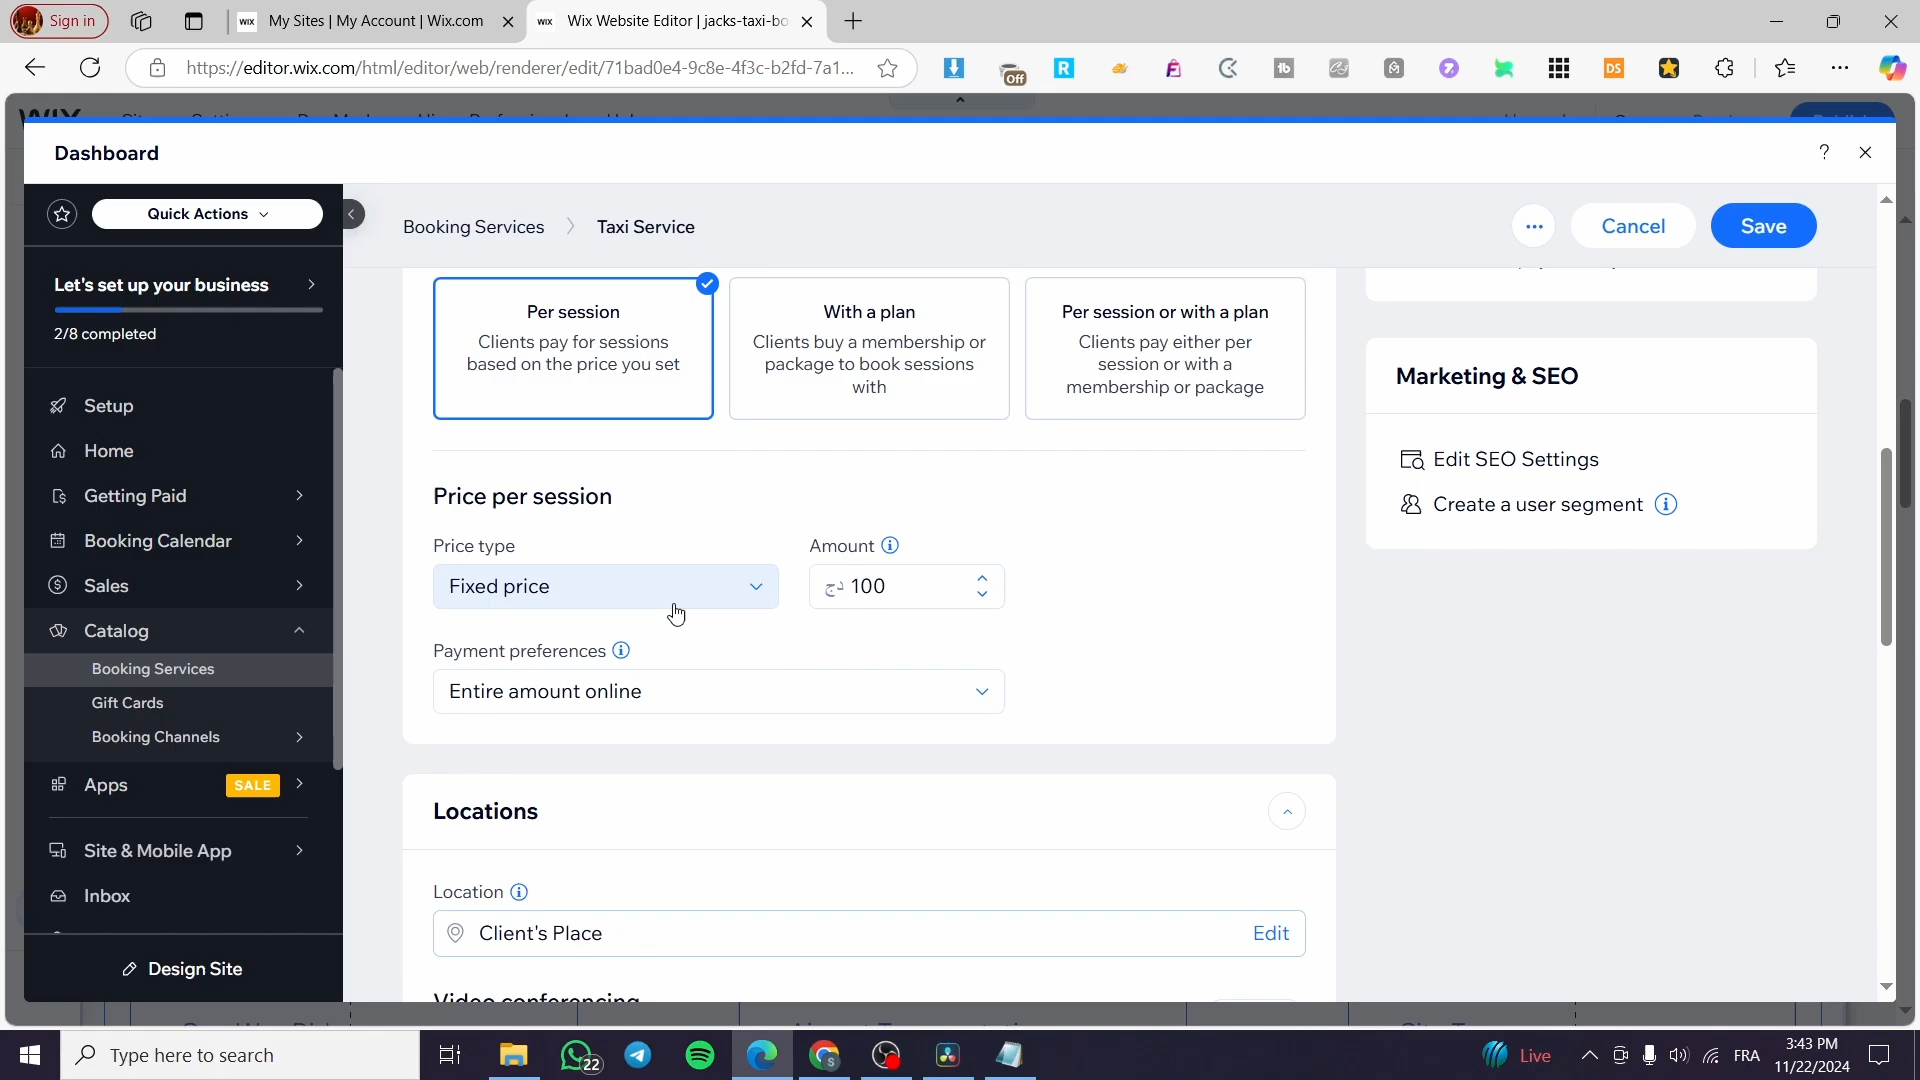 Sign in
My Sites | My Account | Wix.com
Wix Website Editor | jacks-taxi-bo
https://editor.wix.com/html/editor/web/renderer/edit/71bad0e4-9c8e-4f3c-b2fd-7a1...
Off
Dashboard
Quick Actions
Booking Services
Taxi Service
Cancel
Save
Let's set up your business
2/8 completed
Setup
Home
Getting Paid
Booking Calendar
Sales
Catalog
Booking Services
Gift Cards
Booking Channels
Apps
SALE
Site & Mobile App
Inbox
Design Site
Per session
Clients pay for sessions
based on the price you set
With a plan
Clients buy a membership or
package to book sessions
with
Per session or with a plan
Clients pay either per
session or with a
membership or package
Price per session
Price type
Amount
Fixed price
دج 100
Payment preferences
Entire amount online
Locations
Location
Client's Place
Edit
Video conferencing
Marketing & SEO
Edit SEO Settings
Create a user segment
Type here to search
22
Live
FRA
3:43 PM
11/22/2024